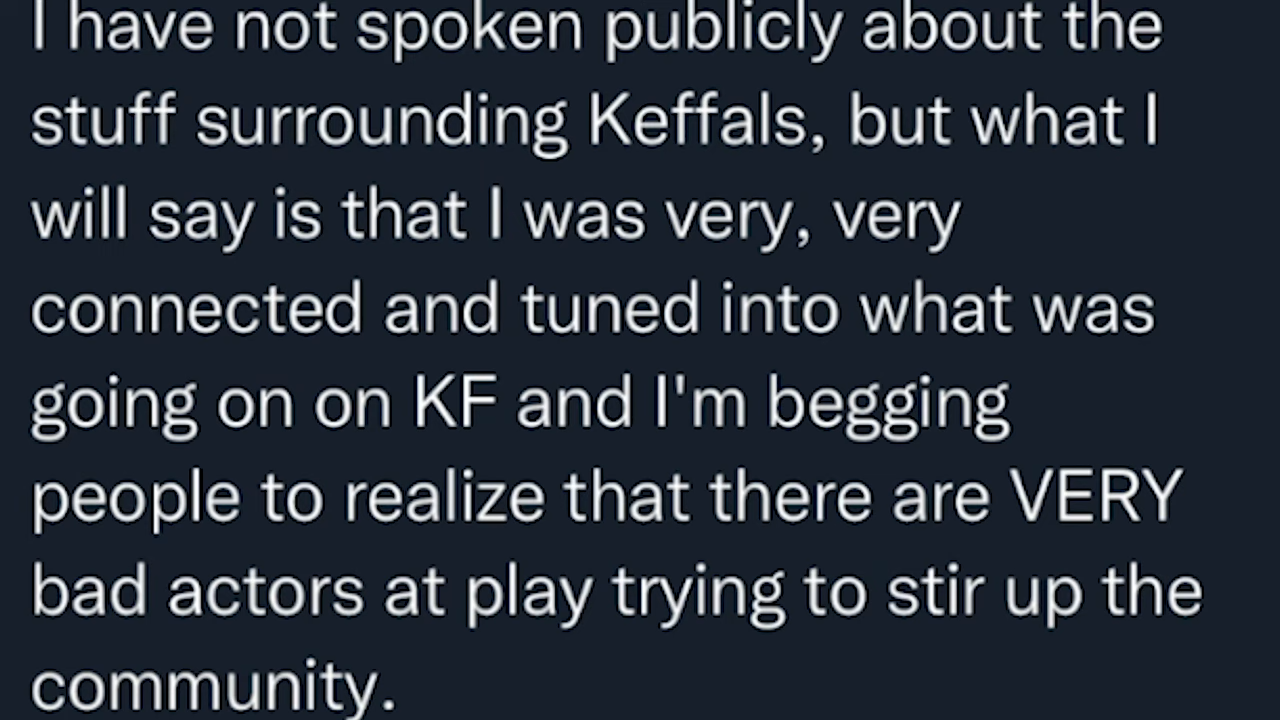 I have not spoken publicly about the
stuff surrounding Keffals, but what I
will say is that I was very, very
connected and tuned into what was
going on on KF and I'm begging
people to realize that there are VERY
bad actors at play trying to stir up the
community.